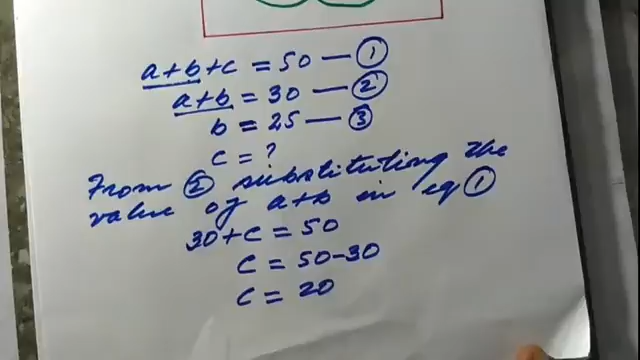 a+b+c = 50 — ①
a+b = 30 — ②
b = 25 — ③
c = ?
From ② substituting the
value of a+b in eq ①
30+c = 50
c = 50-30
c = 20